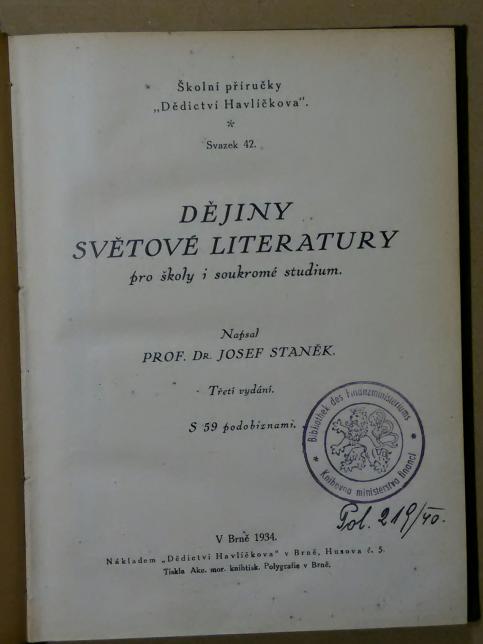 Školní příručky
„Dědictví Havlíčkova“.
*
Svazek 42.
DĚJINY
SVĚTOVÉ LITERATURY
pro školy i soukromé studium.
Napsal
PROF. DR. JOSEF STANĚK.
Třetí vydání.
S 59 podobiznami.
Bibliothek des Finanzministeriums
* Knihovna ministerstva financí *
Pol. 219/40.
V Brně 1934.
Nákladem „Dědictví Havlíčkova“ v Brně, Husova č. 5.
Tiskla Akc. mor. knihtisk. Polygrafie v Brně.